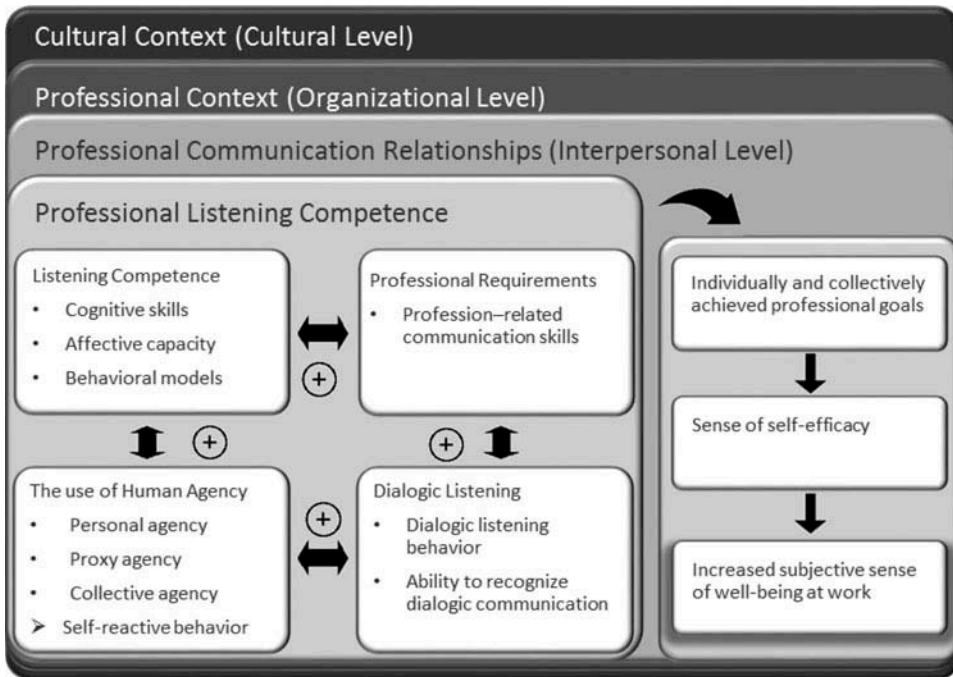 Cultural Context (Cultural Level)
Professional Context (Organizational Level)
Professional Communication Relationships (Interpersonal Level)
Professional Listening Competence
Listening Competence
• Cognitive skills
• Affective capacity
• Behavioral models
+
Professional Requirements
• Profession–related
communication skills
+
+
The use of Human Agency
• Personal agency
• Proxy agency
• Collective agency
➢ Self-reactive behavior
+
Dialogic Listening
• Dialogic listening
behavior
• Ability to recognize
dialogic communication
Individually and collectively
achieved professional goals
Sense of self-efficacy
Increased subjective sense
of well-being at work